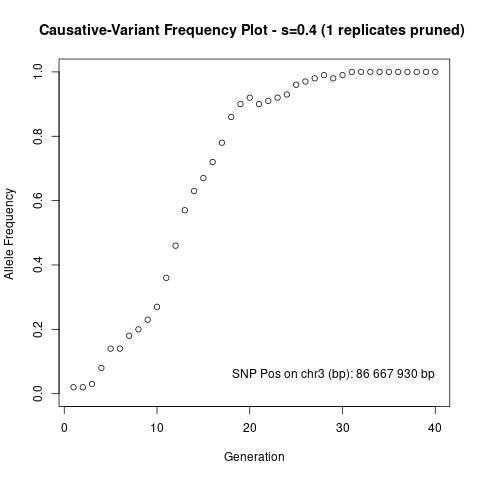 Causative-Variant Frequency Plot - s=0.4 (1 replicates pruned)
1.0
0.8
0.6
0.4
0.2
0.0
Allele Frequency
SNP Pos on chr3 (bp): 86 667 930 bp
0 10 20 30 40
Generation